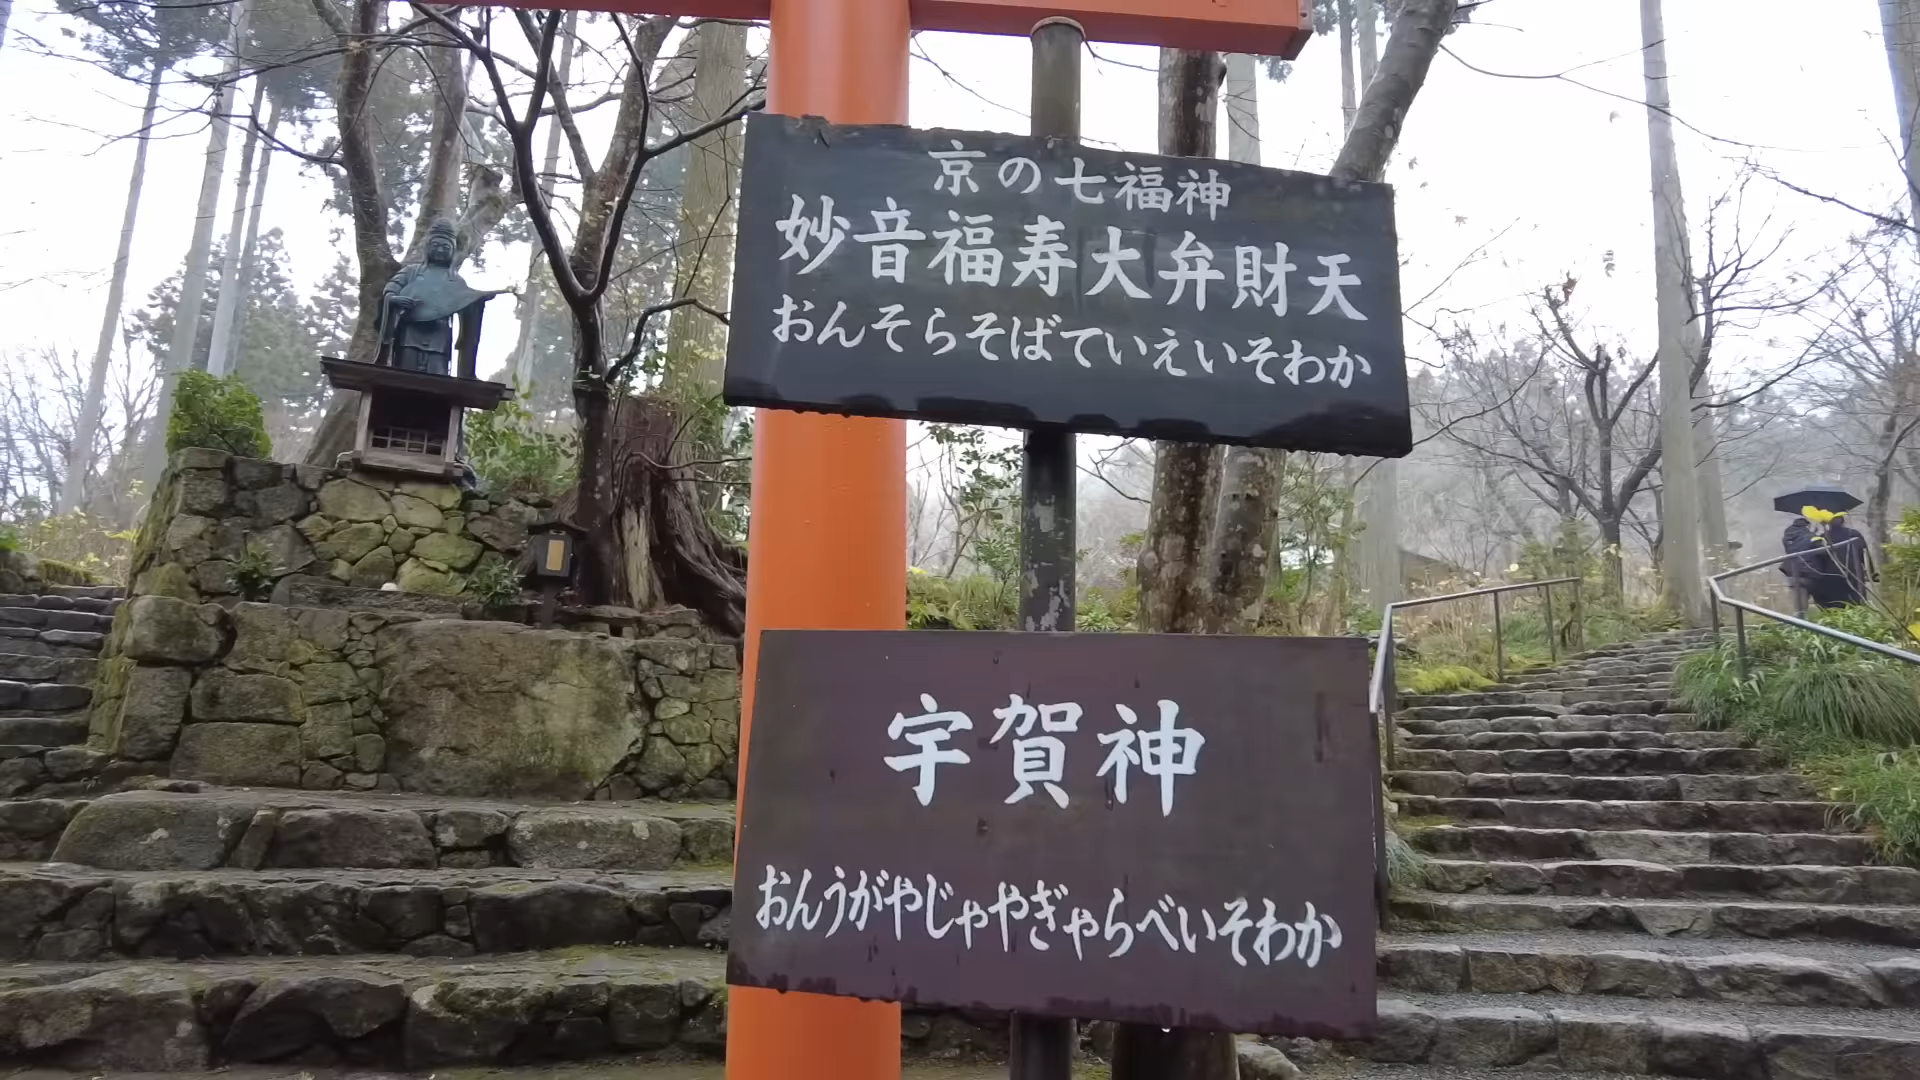 京の七福神
妙音福寿大弁財天
おんそらそばていえいそわか
宇賀神
おんうがやじゃやぎゃらべいそわか